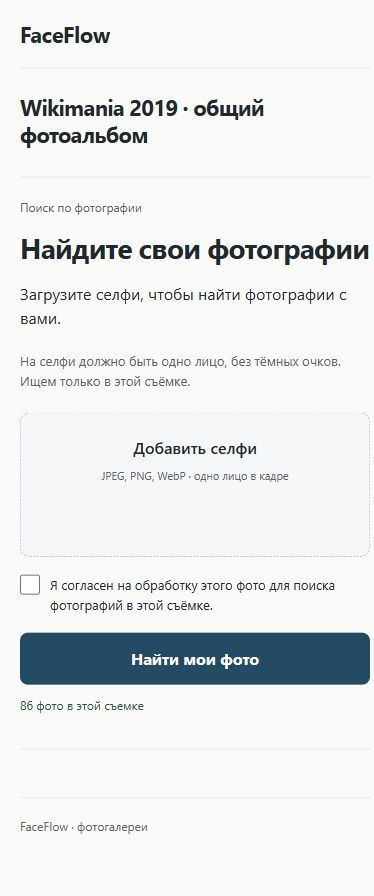 FaceFlow
Wikimania 2019 · общий
фотоальбом
Поиск по фотографии
Найдите свои фотографии
Загрузите селфи, чтобы найти фотографии с
вами.
На селфи должно быть одно лицо, без тёмных очков.
Ищем только в этой съёмке.
Добавить селфи
JPEG, PNG, WebP · одно лицо в кадре
Я согласен на обработку этого фото для поиска
фотографий в этой съёмке.
Найти мои фото
86 фото в этой съемке
FaceFlow · фотогалереи